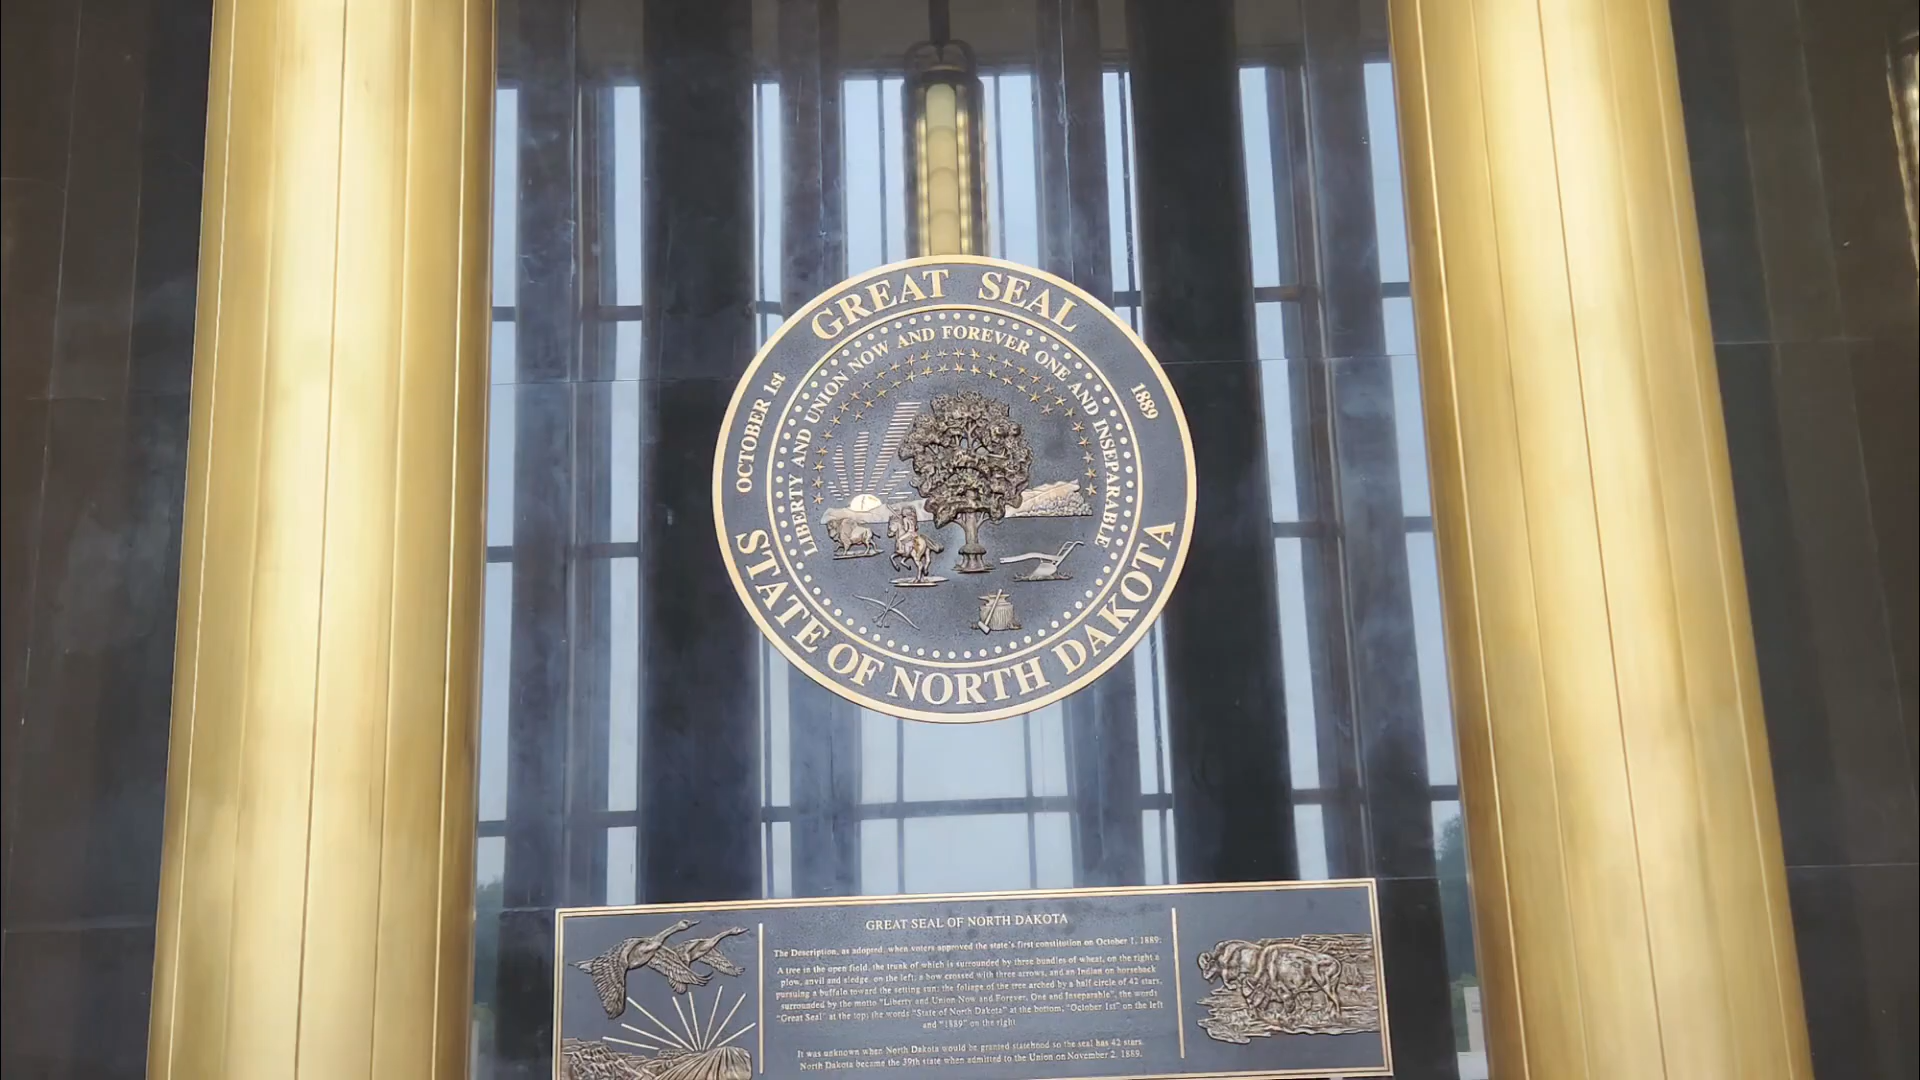 GREAT SEAL
OCTOBER 1st
1889
LIBERTY AND UNION NOW AND FOREVER ONE AND INSEPARABLE
STATE OF NORTH DAKOTA
GREAT SEAL OF NORTH DAKOTA
The Description, as adopted, when voters approved the state's first constitution on October 1, 1889:
A tree in the open field, the trunk of which is surrounded by three bundles of wheat, on the right a
plow, anvil and sledge, on the left, a bow crossed with three arrows, and an Indian on horseback
pursuing a buffalo toward the setting sun; the foliage of the tree arched by a half circle of 42 stars,
surrounded by the motto "Liberty and Union Now and Forever, One and Inseparable", the words
"Great Seal" at the top; the words "State of North Dakota" at the bottom; "October 1st" on the left
and "1889" on the right.
It was unknown when North Dakota would be granted statehood so the seal has 42 stars.
North Dakota became the 39th state when admitted to the Union on November 2, 1889.